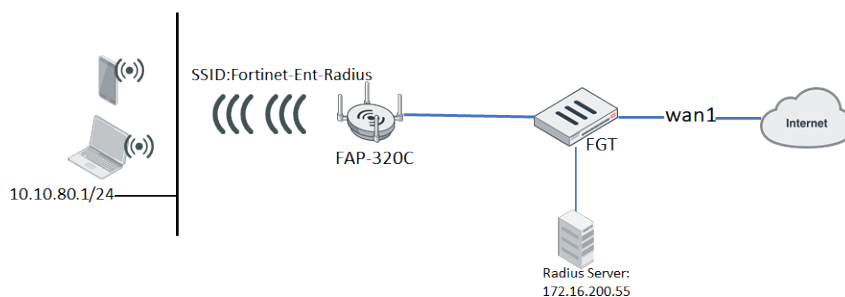 SSID:Fortinet-Ent-Radius
wan1
Internet
FAP-320C
FGT
10.10.80.1/24
Radius Server:
172.16.200.55